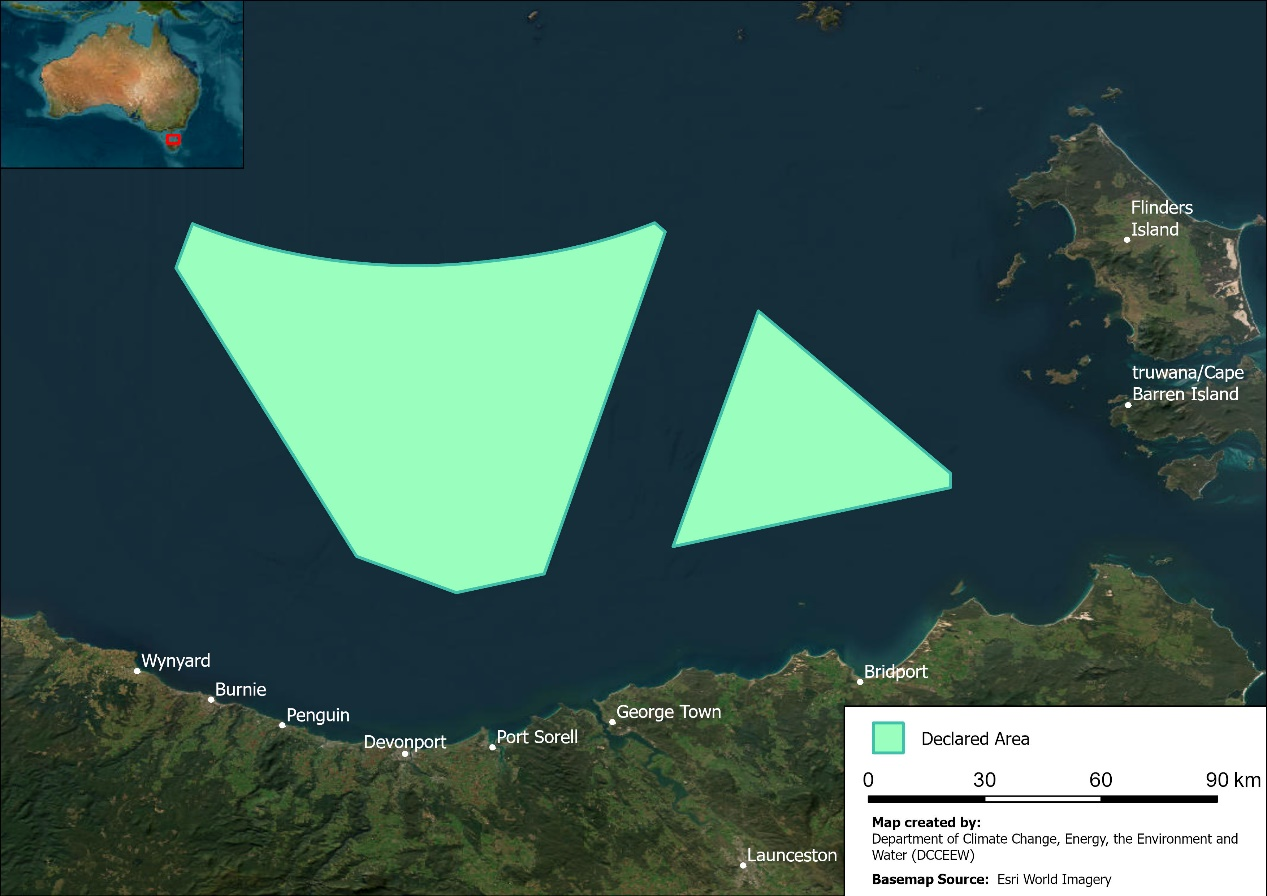 Flinders
Island
truwana/Cape
Barren Island
Wynyard
Burnie
Penguin
Devonport
Port Sorell
George Town
Bridport
Launceston
Declared Area
0 30 60 90 km
Map created by:
Department of Climate Change, Energy, the Environment and
Water (DCCEEW)
Basemap Source: Esri World Imagery